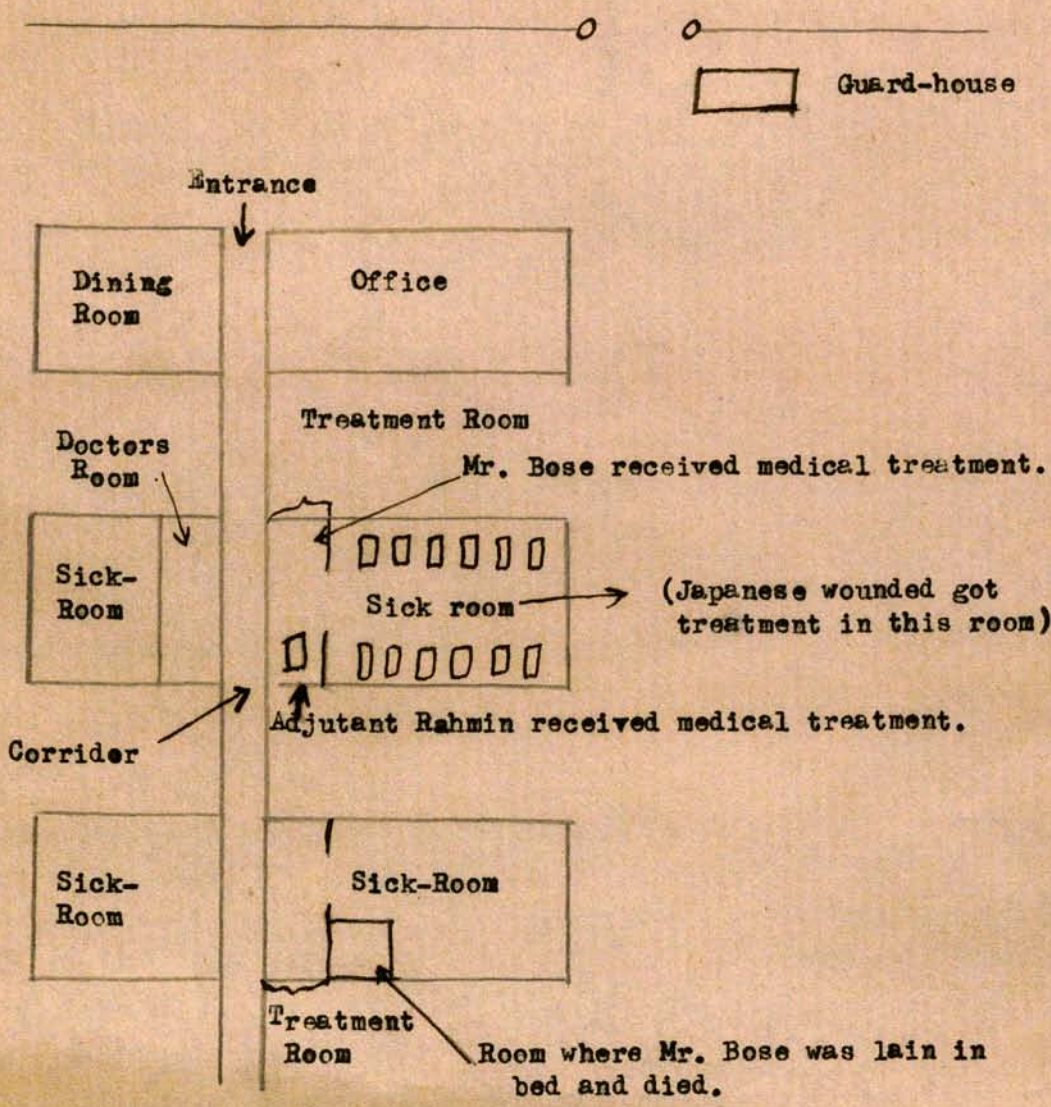 Guard-house
Entrance
Dining
Room
Office
Treatment Room
Doctors
Room
Mr. Bose received medical treatment.
Sick-
Room
Sick room
(Japanese wounded got
treatment in this room)
Adjutant Rahmin received medical treatment.
Corrider
Sick-
Room
Sick-Room
Treatment
Room
Room where Mr. Bose was lain in
bed and died.